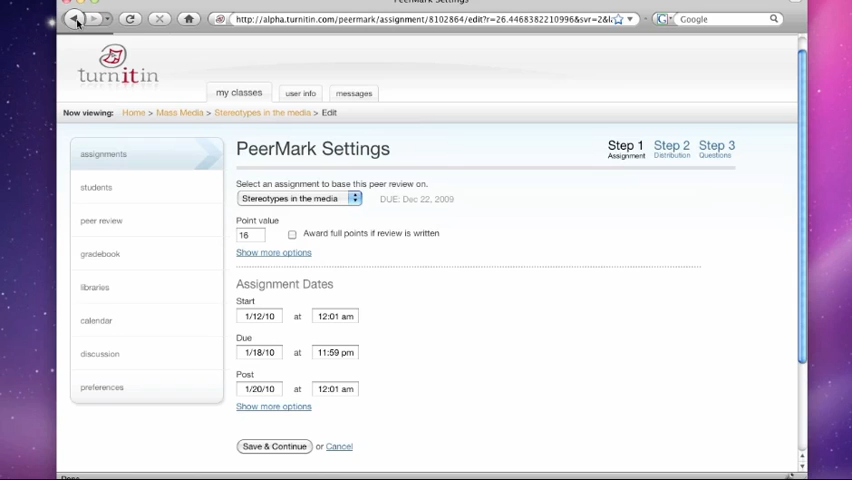 PeerMark Settings
http://alpha.turnitin.com/peermark/assignment/8102864/edit?r=26.4468388160998&svr=2&l
Google
turnitin
my classes
user info
messages
Now viewing: Home > Mass Media > Stereotypes in the media > Edit
assignments
students
peer review
gradebook
libraries
calendar
discussion
preferences
PeerMark Settings
Step 1
Assignment
Step 2
Distribution
Step 3
Questions
Select an assignment to base this peer review on.
Stereotypes in the media
DUE: Dec 22, 2009
Point value
16
Award full points if review is written
Show more options
Assignment Dates
Start
1/12/10 at 12:01 am
Due
1/18/10 at 11:59 pm
Post
1/20/10 at 12:01 am
Show more options
Save & Continue or Cancel